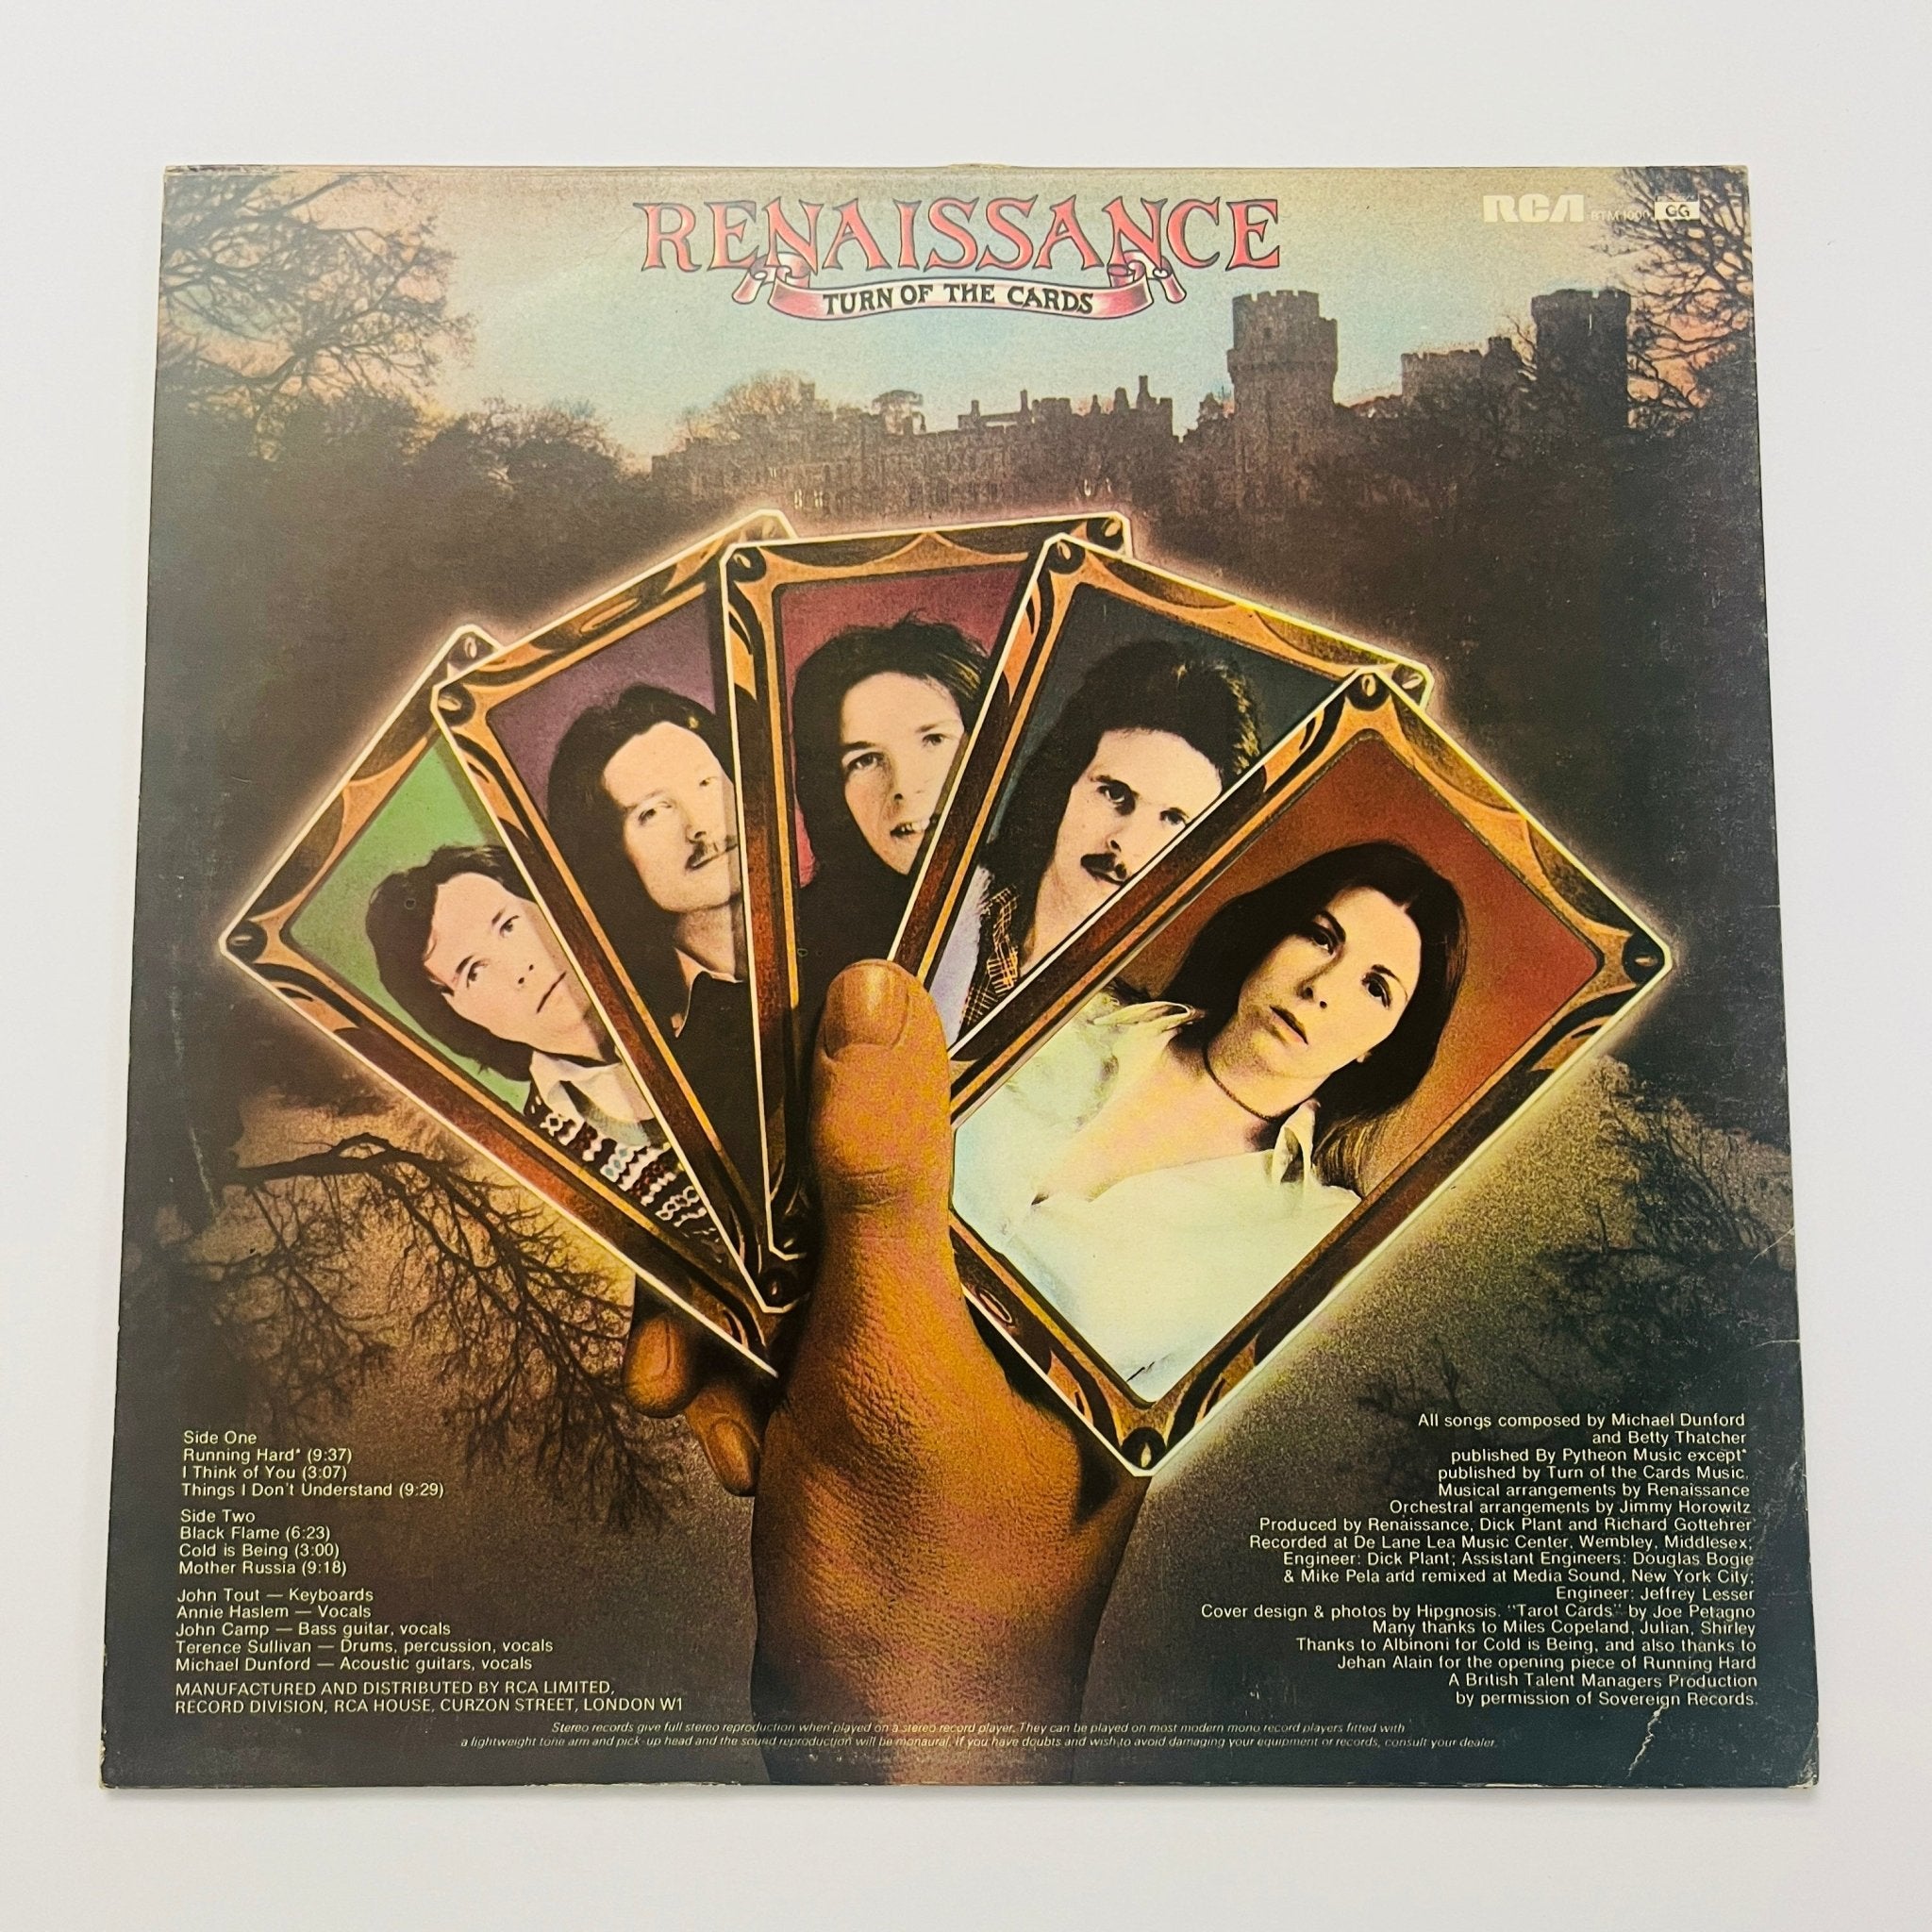 RENAISSANCE
TURN OF THE CARDS
RCA BTM 1000 GG
Side One
Running Hard* (9:37)
I Think of You (3:07)
Things I Don't Understand (9:29)
Side Two
Black Flame (6:23)
Cold is Being (3:00)
Mother Russia (9:18)
John Tout — Keyboards
Annie Haslem — Vocals
John Camp — Bass guitar, vocals
Terence Sullivan — Drums, percussion, vocals
Michael Dunford — Acoustic guitars, vocals
MANUFACTURED AND DISTRIBUTED BY RCA LIMITED,
RECORD DIVISION, RCA HOUSE, CURZON STREET, LONDON W1
All songs composed by Michael Dunford
and Betty Thatcher
published By Pytheon Music except*
published by Turn of the Cards Music.
Musical arrangements by Renaissance
Orchestral arrangements by Jimmy Horowitz
Produced by Renaissance, Dick Plant and Richard Gottehrer
Recorded at De Lane Lea Music Center, Wembley, Middlesex;
Engineer: Dick Plant; Assistant Engineers: Douglas Bogie
& Mike Pela and remixed at Media Sound, New York City;
Engineer: Jeffrey Lesser
Cover design & photos by Hipgnosis. "Tarot Cards" by Joe Petagno
Many thanks to Miles Copeland, Julian, Shirley
Thanks to Albinoni for Cold is Being, and also thanks to
Jehan Alain for the opening piece of Running Hard
A British Talent Managers Production
by permission of Sovereign Records.
Stereo records give full stereo reproduction when played on a stereo record player. They can be played on most modern mono record players fitted with
a lightweight tone arm and pick-up head and the sound reproduction will be monaural. If you have doubts and wish to avoid damaging your equipment or records, consult your dealer.